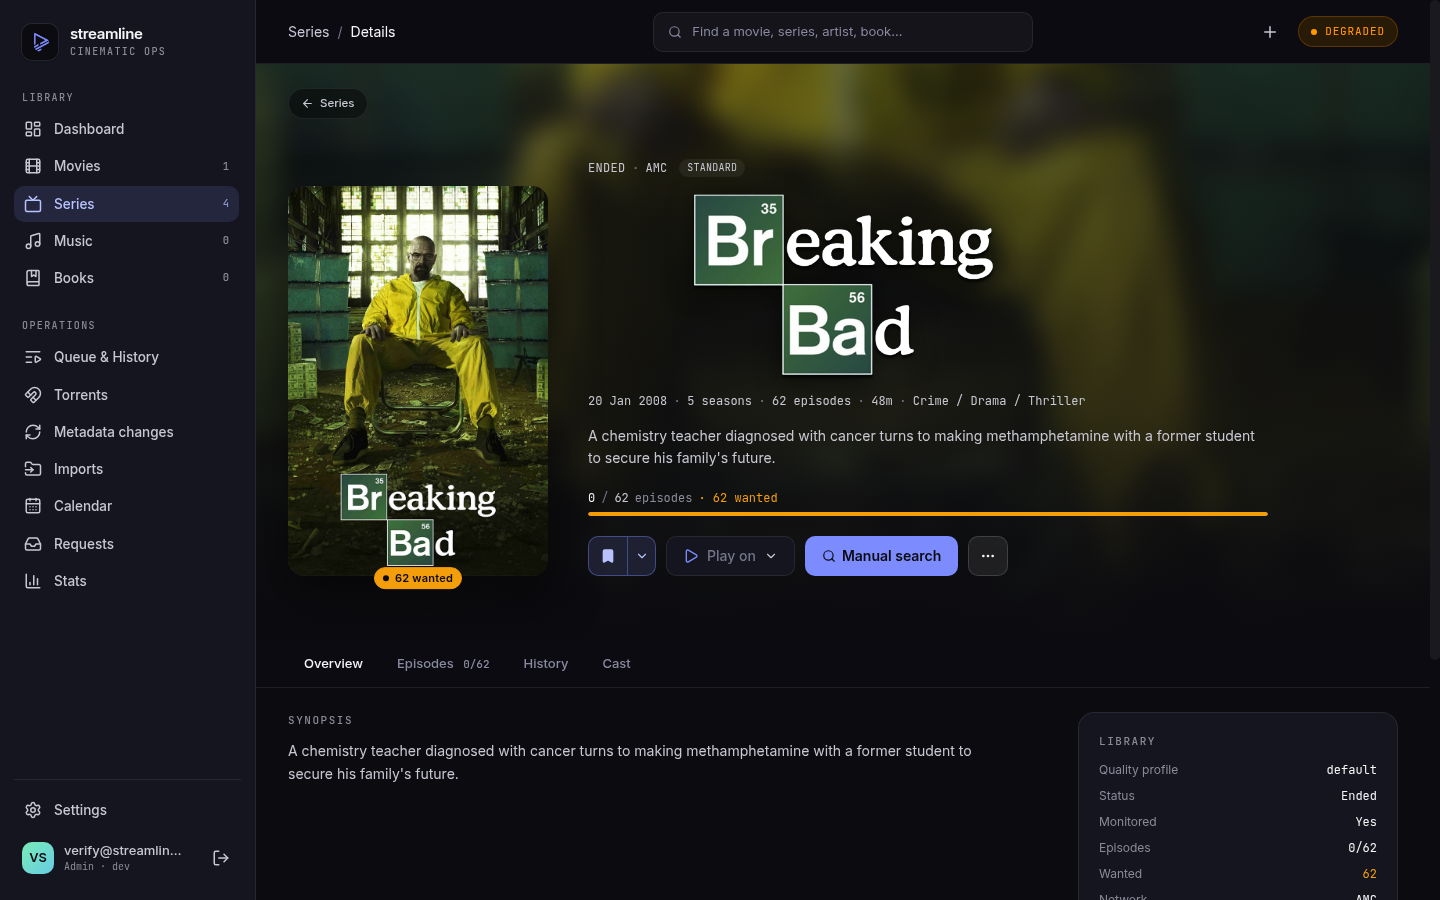 streamline
CINEMATIC OPS
LIBRARY
Dashboard
Movies 1
Series 4
Music 0
Books 0
OPERATIONS
Queue & History
Torrents
Metadata changes
Imports
Calendar
Requests
Stats
Settings
VS
verify@streamlin...
Admin · dev
Series / Details
Find a movie, series, artist, book...
DEGRADED
Series
35
Breaking
56
Bad
62 wanted
ENDED · AMC STANDARD
35
Breaking
56
Bad
20 Jan 2008 · 5 seasons · 62 episodes · 48m · Crime / Drama / Thriller
A chemistry teacher diagnosed with cancer turns to making methamphetamine with a former student
to secure his family's future.
0 / 62 episodes · 62 wanted
Play on
Manual search
Overview Episodes 0/62 History Cast
SYNOPSIS
A chemistry teacher diagnosed with cancer turns to making methamphetamine with a former student to
secure his family's future.
LIBRARY
Quality profile default
Status Ended
Monitored Yes
Episodes 0/62
Wanted 62
Network AMC